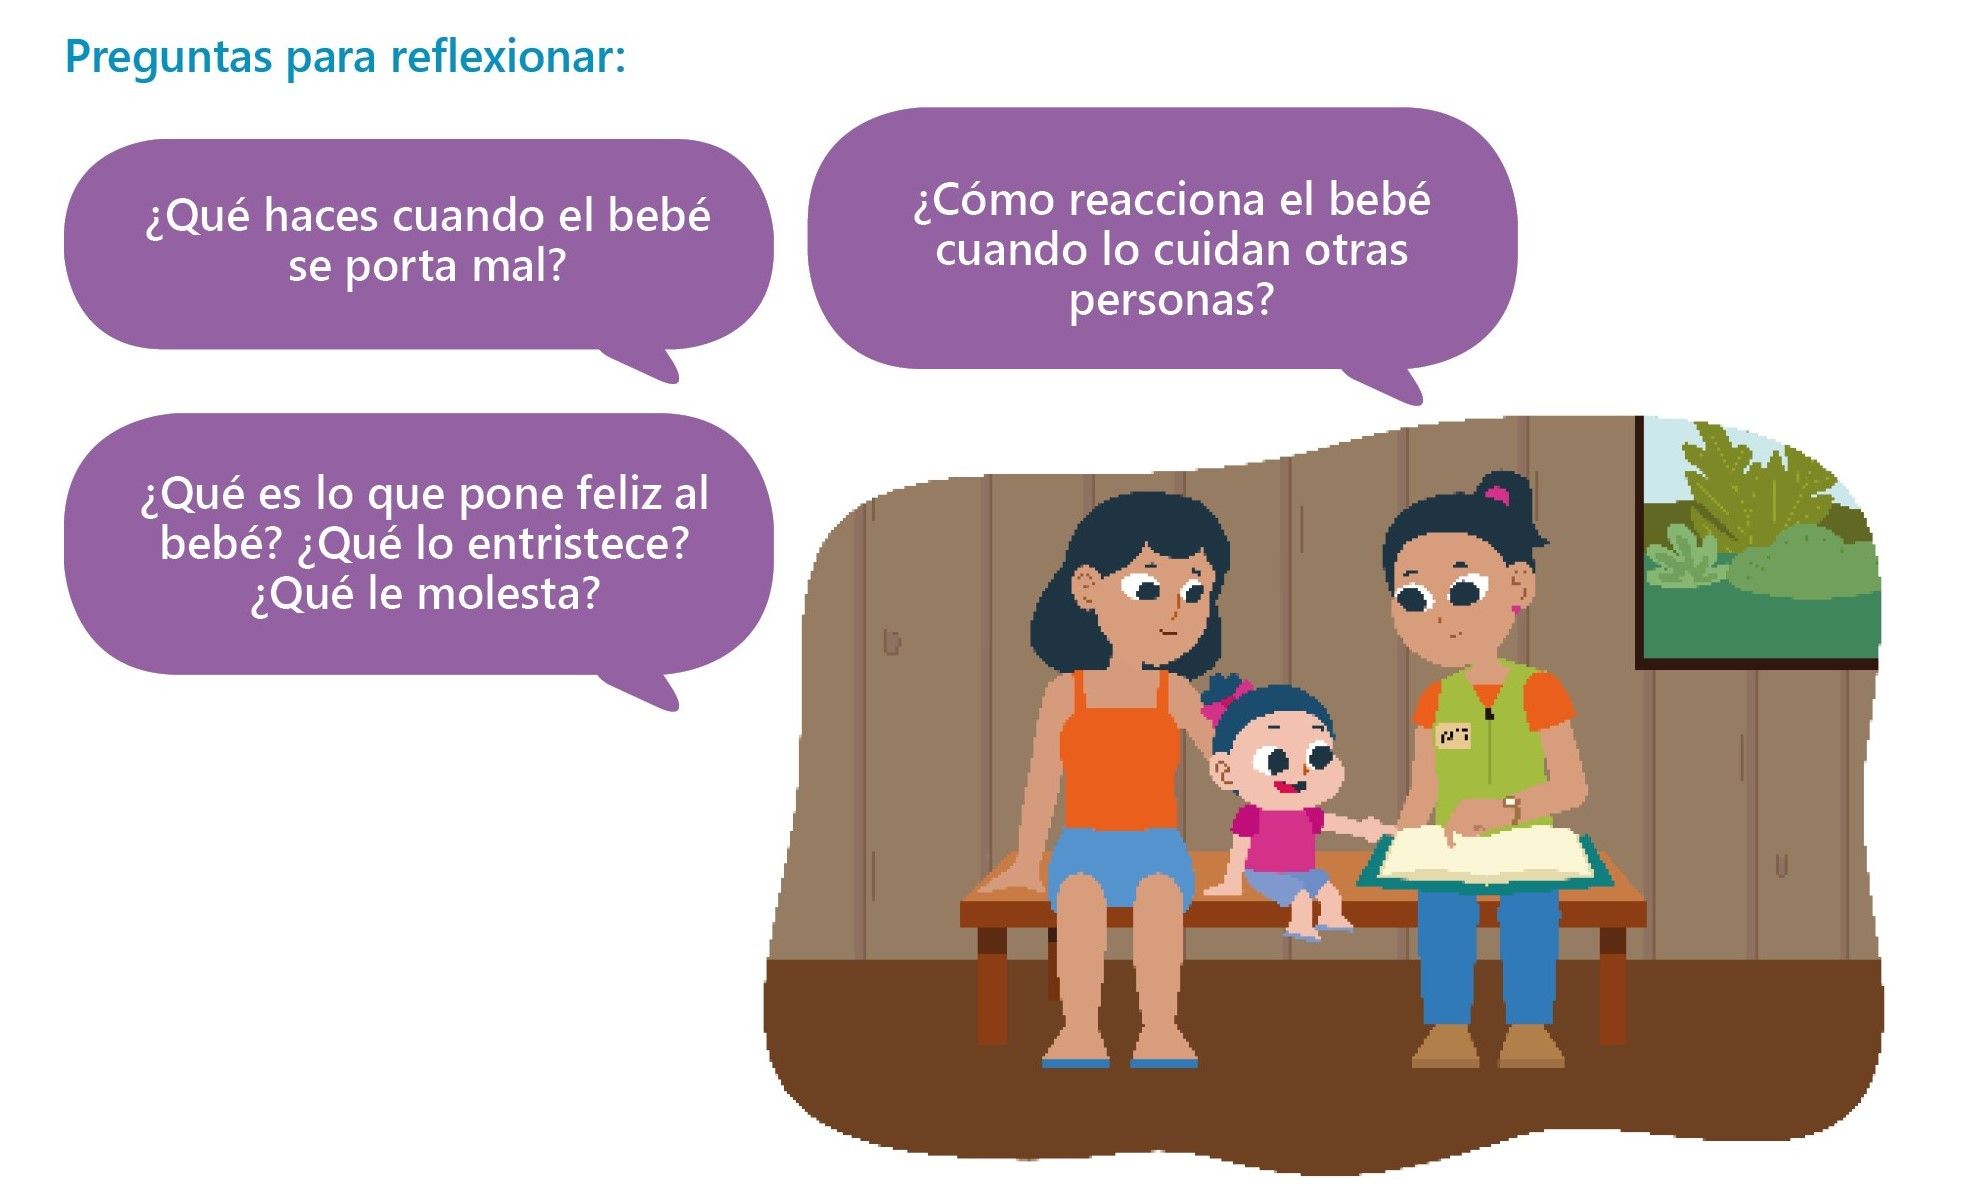 Preguntas para reflexionar:
¿Qué haces cuando el bebé
se porta mal?
¿Cómo reacciona el bebé
cuando lo cuidan otras
personas?
¿Qué es lo que pone feliz al
bebé? ¿Qué lo entristece?
¿Qué le molesta?